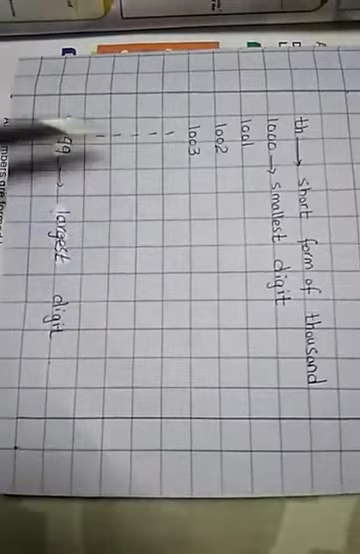 th → short form of thousand
1000 → smallest digit
1001
1002
1003
99 → largest digit